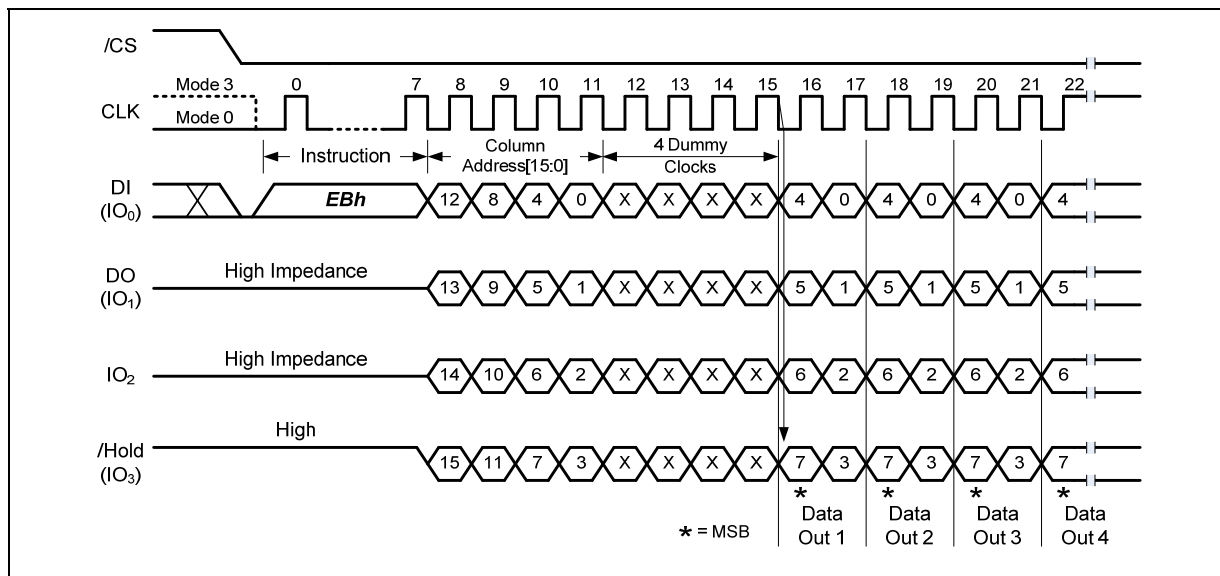 /CS
Mode 3 0 7 8 9 10 11 12 13 14 15 16 17 18 19 20 21 22
CLK
Mode 0
Instruction Column Address[15:0] 4 Dummy Clocks
DI (IO0) EBh 12 8 4 0 X X X X 4 0 4 0 4 0 4
DO (IO1) High Impedance 13 9 5 1 X X X X 5 1 5 1 5 1 5
IO2 High Impedance 14 10 6 2 X X X X 6 2 6 2 6 2 6
/Hold (IO3) High 15 11 7 3 X X X X 7 3 7 3 7 3 7
* * * *
* = MSB Data Out 1 Data Out 2 Data Out 3 Data Out 4